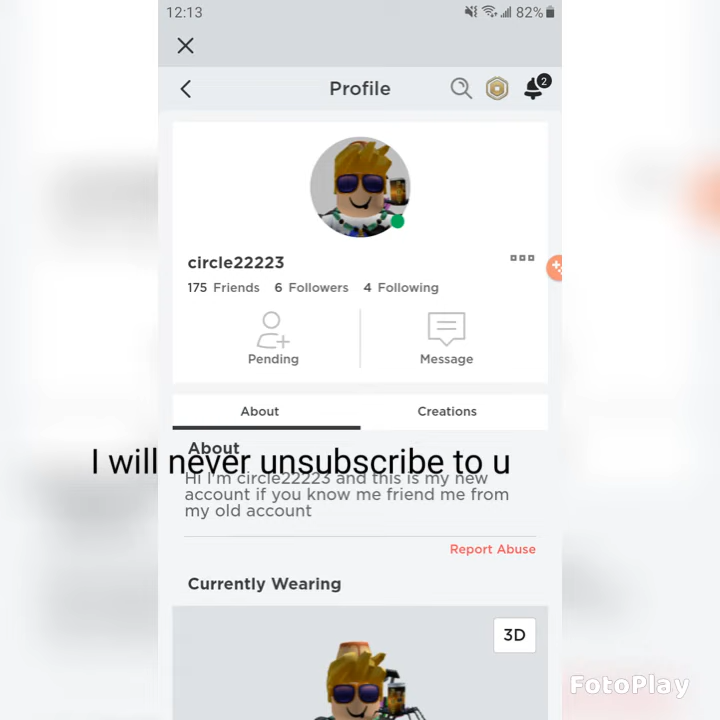 12:13
82%
Profile
2
circle22223
175 Friends 6 Followers 4 Following
Pending
Message
About
Creations
About
I will never unsubscribe to u
Hi I'm circle22223 and this is my new
account if you know me friend me from
my old account
Report Abuse
Currently Wearing
3D
FotoPlay